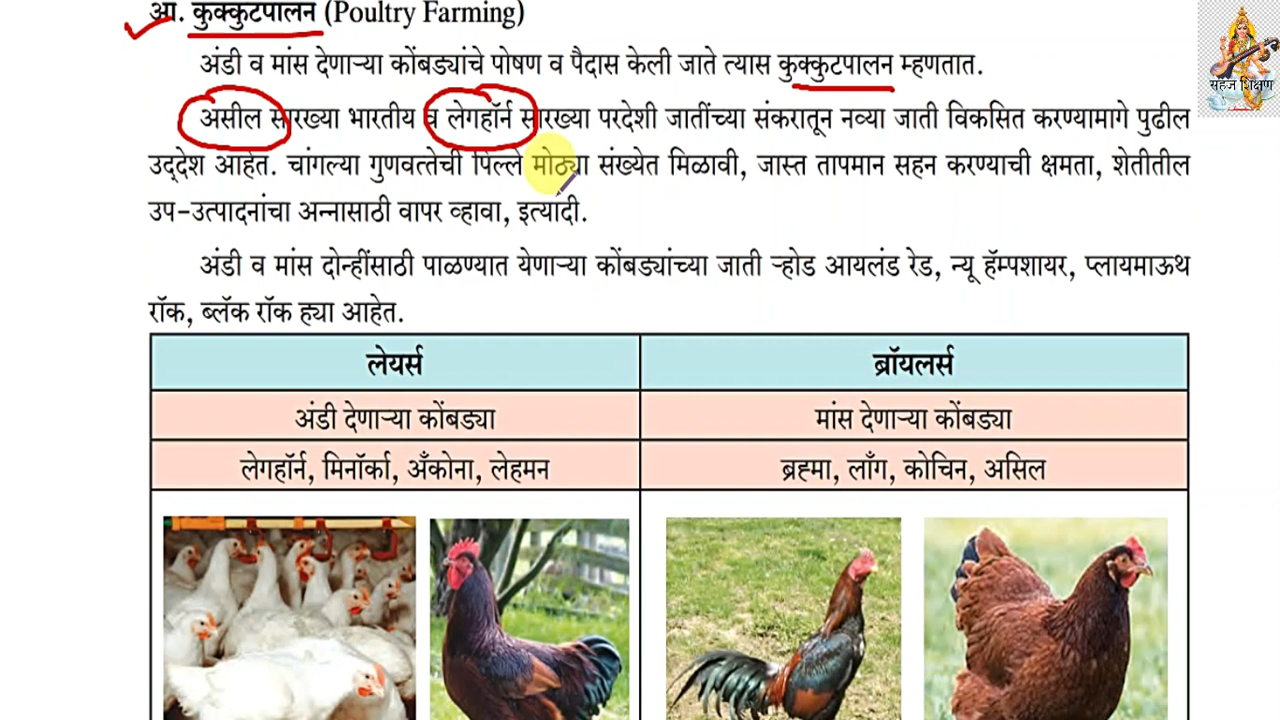 आ. कुक्कुटपालन (Poultry Farming)
अंडी व मांस देणाऱ्या कोंबड्यांचे पोषण व पैदास केली जाते त्यास कुक्कुटपालन म्हणतात.
असील सारख्या भारतीय व लेगहॉर्न सारख्या परदेशी जातींच्या संकरातून नव्या जाती विकसित करण्यामागे पुढील
उद्देश आहेत. चांगल्या गुणवत्तेची पिल्ले मोठ्या संख्येत मिळावी, जास्त तापमान सहन करण्याची क्षमता, शेतीतील
उप-उत्पादनांचा अन्नासाठी वापर व्हावा, इत्यादी.
अंडी व मांस दोन्हींसाठी पाळण्यात येणाऱ्या कोंबड्यांच्या जाती ऱ्होड आयलंड रेड, न्यू हॅम्पशायर, प्लायमाऊथ
रॉक, ब्लॅक रॉक ह्या आहेत.
लेयर्स ब्रॉयलर्स
अंडी देणाऱ्या कोंबड्या मांस देणाऱ्या कोंबड्या
लेगहॉर्न, मिनॉर्का, अँकोना, लेहमन ब्रह्मा, लाँग, कोचिन, असिल
सहज शिक्षण